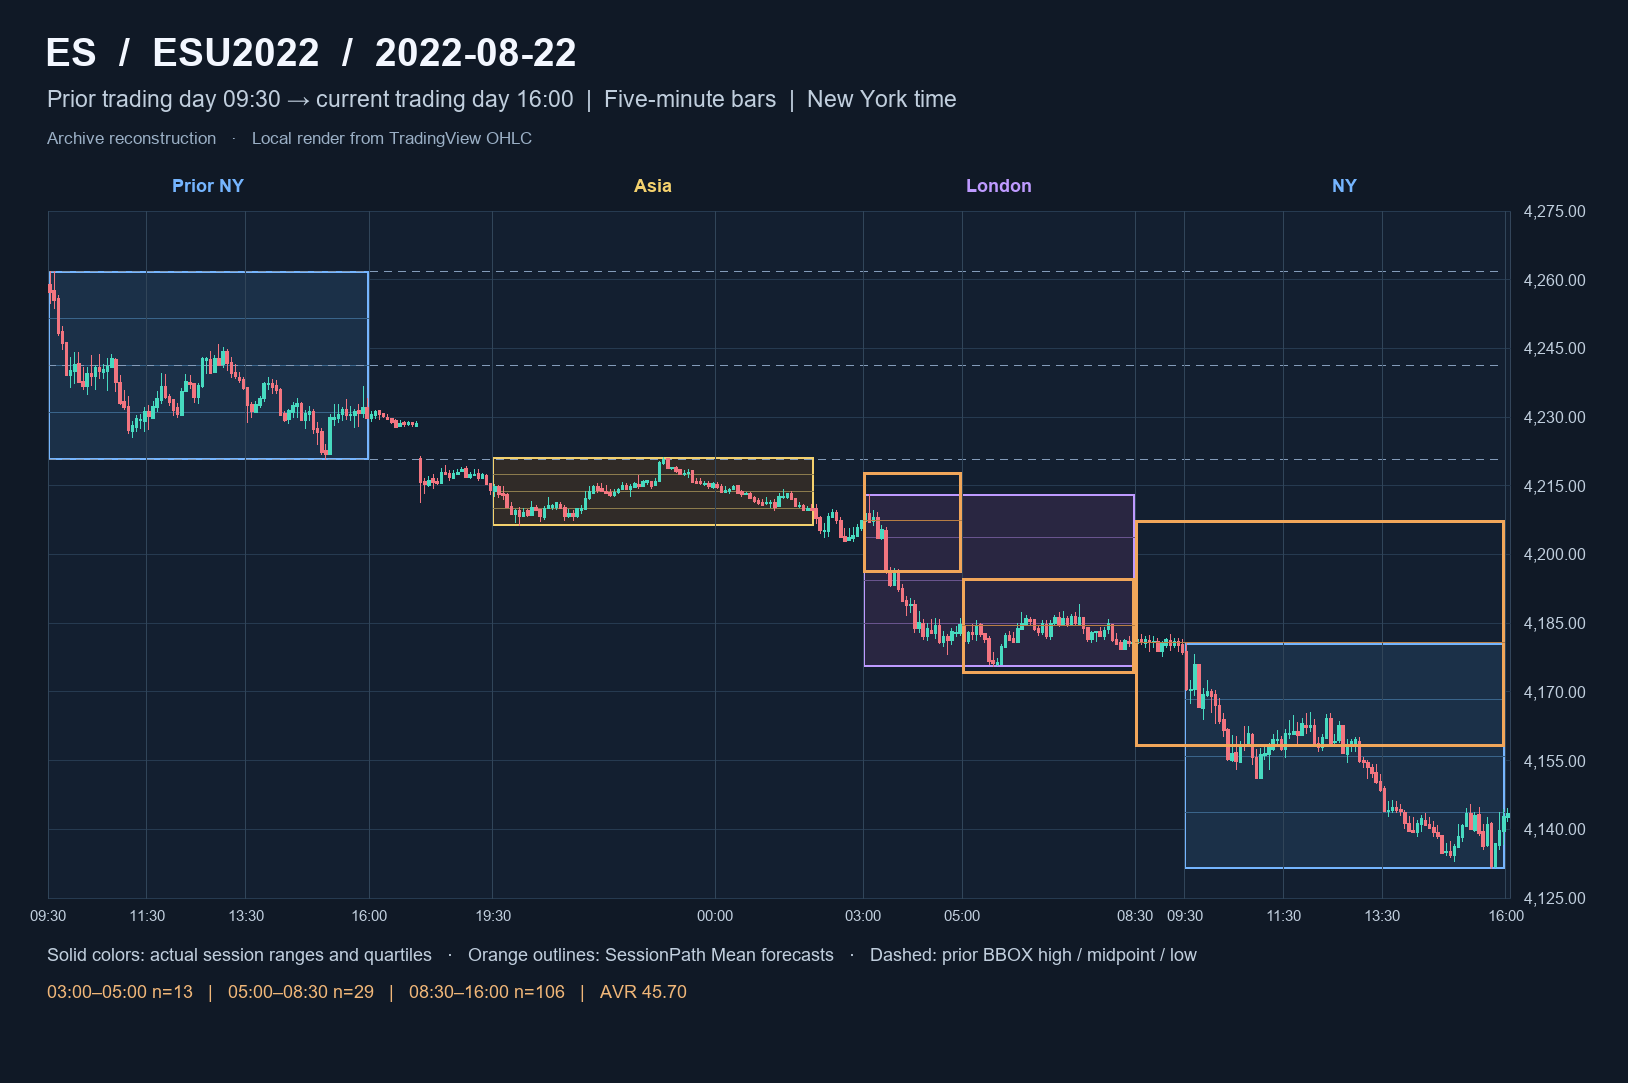 ES / ESU2022 / 2022-08-22
Prior trading day 09:30 → current trading day 16:00 | Five-minute bars | New York time
Archive reconstruction · Local render from TradingView OHLC
Prior NY Asia London NY
4,275.00
4,260.00
4,245.00
4,230.00
4,215.00
4,200.00
4,185.00
4,170.00
4,155.00
4,140.00
4,125.00
09:30 11:30 13:30 16:00 19:30 00:00 03:00 05:00 08:30 09:30 11:30 13:30 16:00
Solid colors: actual session ranges and quartiles · Orange outlines: SessionPath Mean forecasts · Dashed: prior BBOX high / midpoint / low
03:00–05:00 n=13 | 05:00–08:30 n=29 | 08:30–16:00 n=106 | AVR 45.70